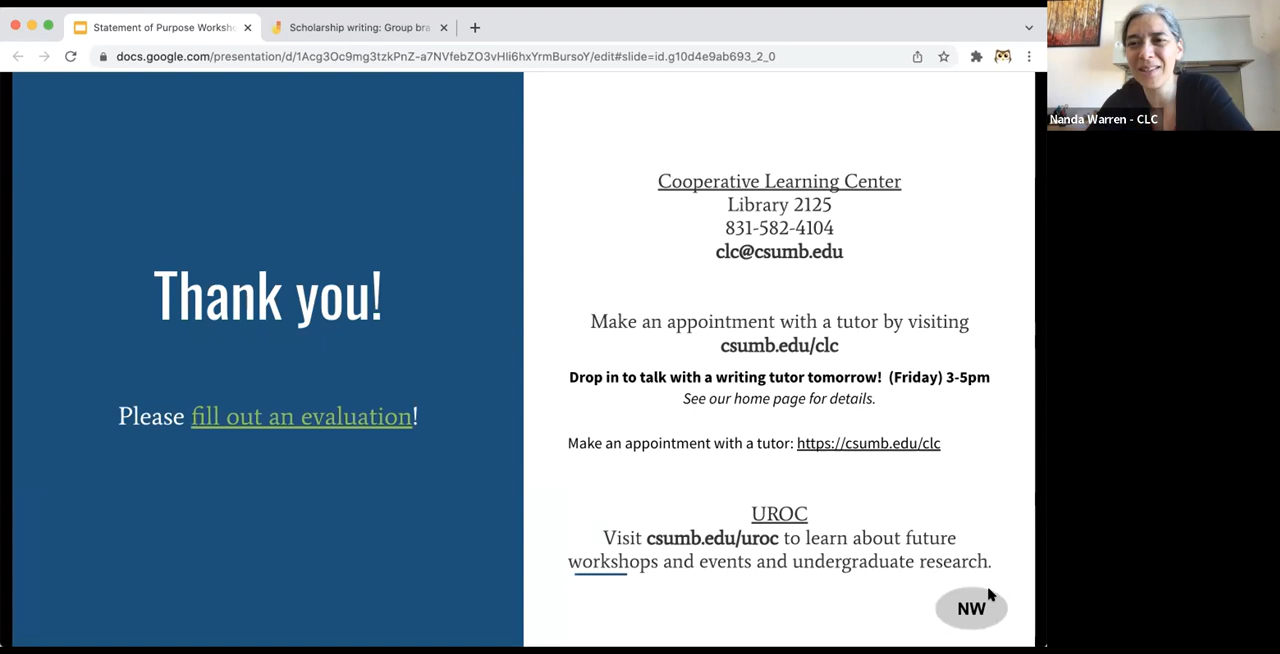 Statement of Purpose Worksh
Scholarship writing: Group bra
docs.google.com/presentation/d/1Acg3Oc9mg3tzkPnZ-a7NVfebZO3vHli6hxYrmBursoY/edit#slide=id.g10d4e9ab693_2_0
Nanda Warren - CLC
Thank you!
Please fill out an evaluation!
Cooperative Learning Center
Library 2125
831-582-4104
clc@csumb.edu
Make an appointment with a tutor by visiting
csumb.edu/clc
Drop in to talk with a writing tutor tomorrow! (Friday) 3-5pm
See our home page for details.
Make an appointment with a tutor: https://csumb.edu/clc
UROC
Visit csumb.edu/uroc to learn about future
workshops and events and undergraduate research.
NW